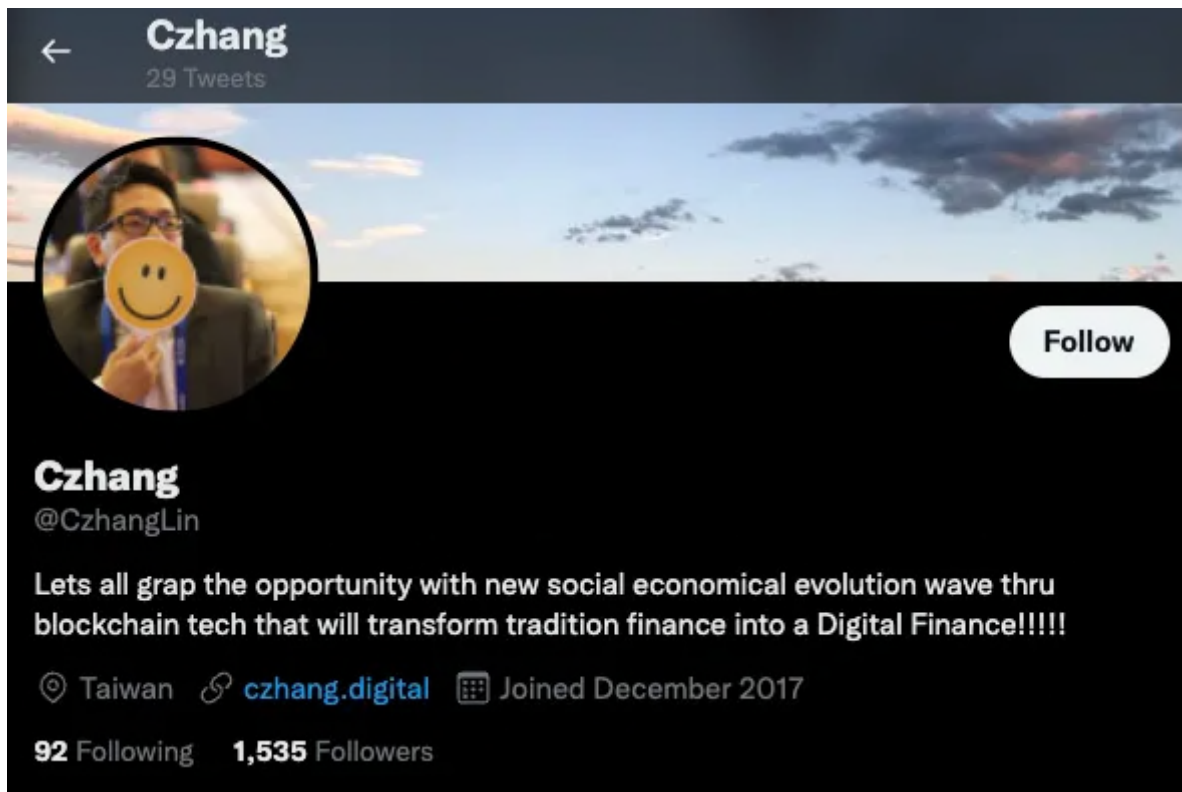 Czhang
29 Tweets
Follow
Czhang
@CzhangLin
Lets all grap the opportunity with new social economical evolution wave thru
blockchain tech that will transform tradition finance into a Digital Finance!!!!!
Taiwan czhang.digital Joined December 2017
92 Following 1,535 Followers